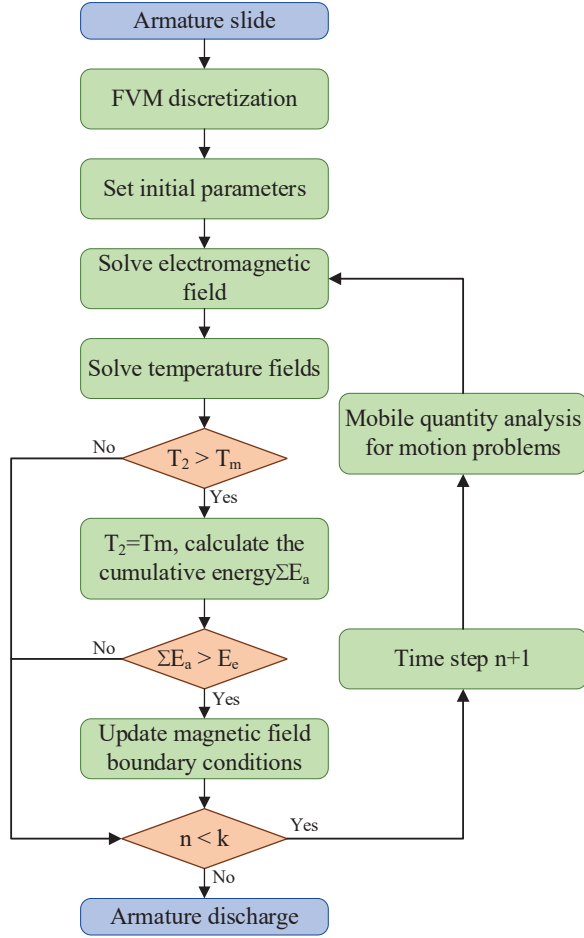 Armature slide
FVM discretization
Set initial parameters
Solve electromagnetic
field
Solve temperature fields
Mobile quantity analysis
for motion problems
No
T₂ > Tₘ
Yes
T₂=Tm, calculate the
cumulative energyΣEₐ
No
ΣEₐ > Eₑ
Time step n+1
Yes
Update magnetic field
boundary conditions
n < k
Yes
No
Armature discharge